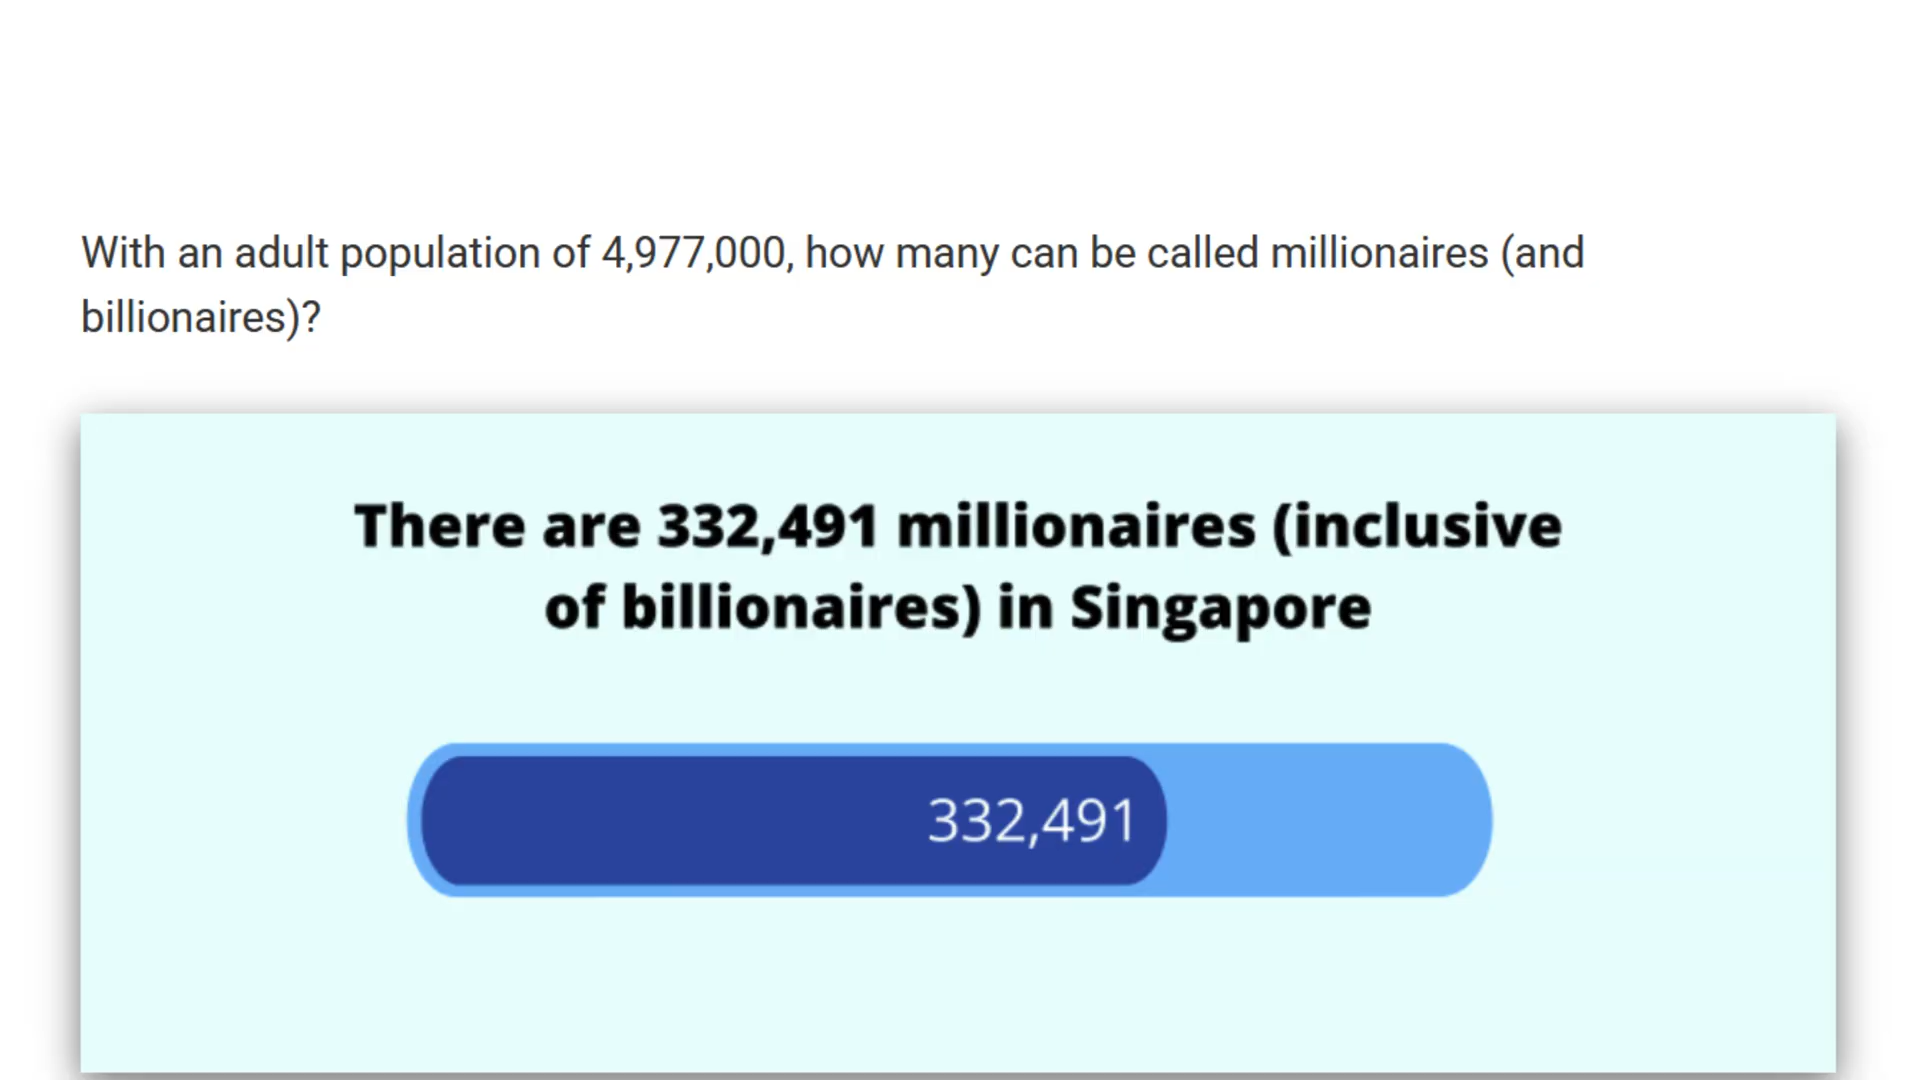 With an adult population of 4,977,000, how many can be called millionaires (and
billionaires)?
There are 332,491 millionaires (inclusive
of billionaires) in Singapore
332,491